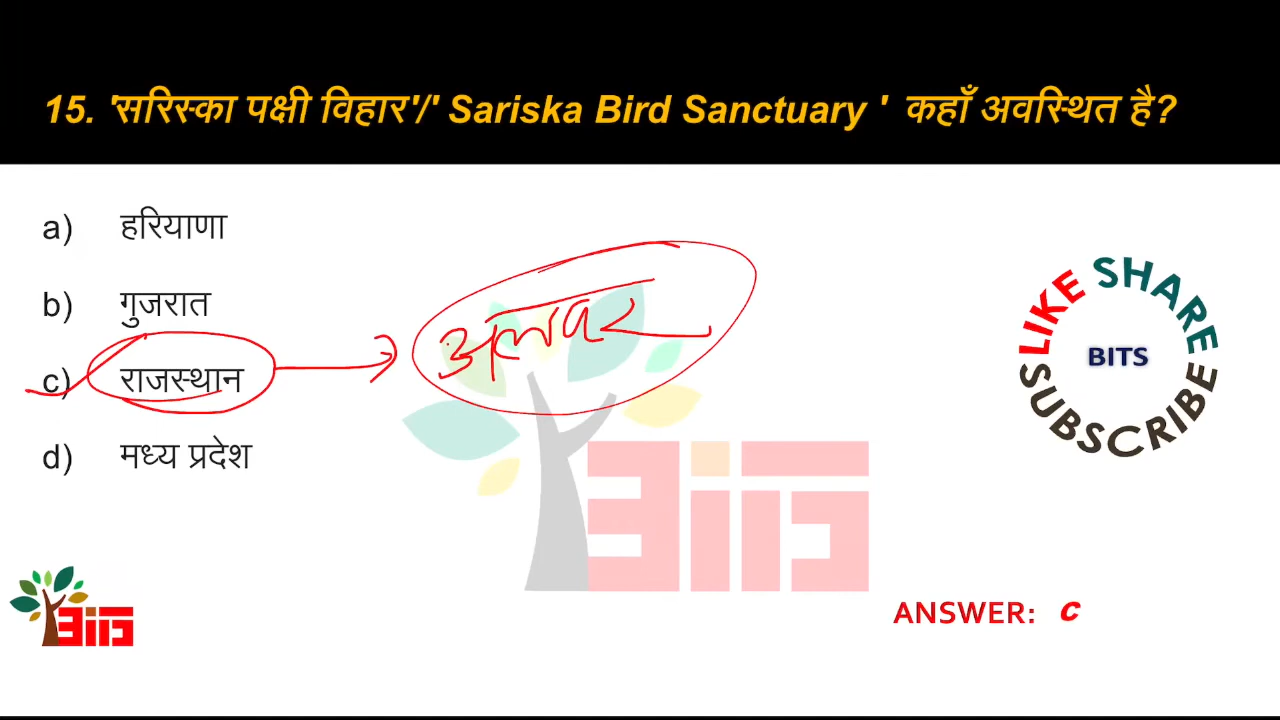 15. 'सरिस्का पक्षी विहार'/' Sariska Bird Sanctuary ' कहाँ अवस्थित है?
a) हरियाणा
b) गुजरात
c) राजस्थान
अलवर
d) मध्य प्रदेश
LIKE SHARE SUBSCRIBE
BITS
ANSWER: C